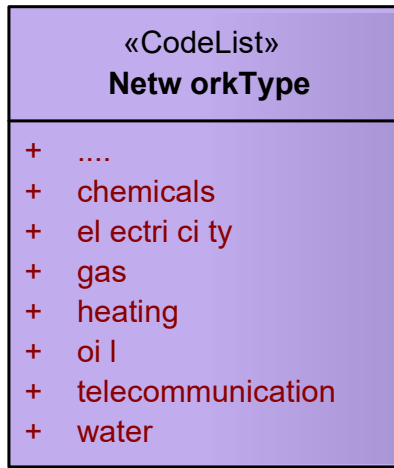 «CodeList»
Netw orkType
+ ....
+ chemicals
+ el ectri ci ty
+ gas
+ heating
+ oi l
+ telecommunication
+ water